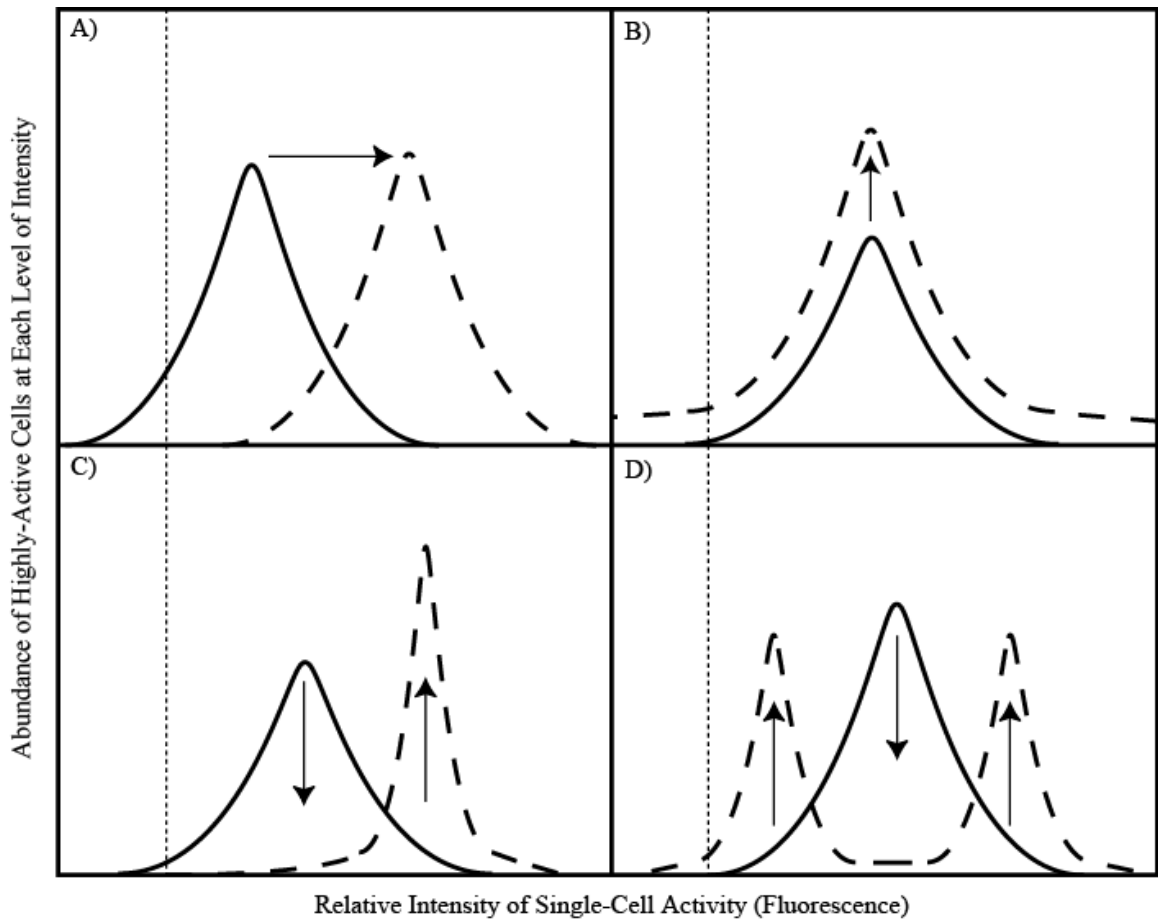 A)
B)
C)
D)
Abundance of Highly-Active Cells at Each Level of Intensity
Relative Intensity of Single-Cell Activity (Fluorescence)